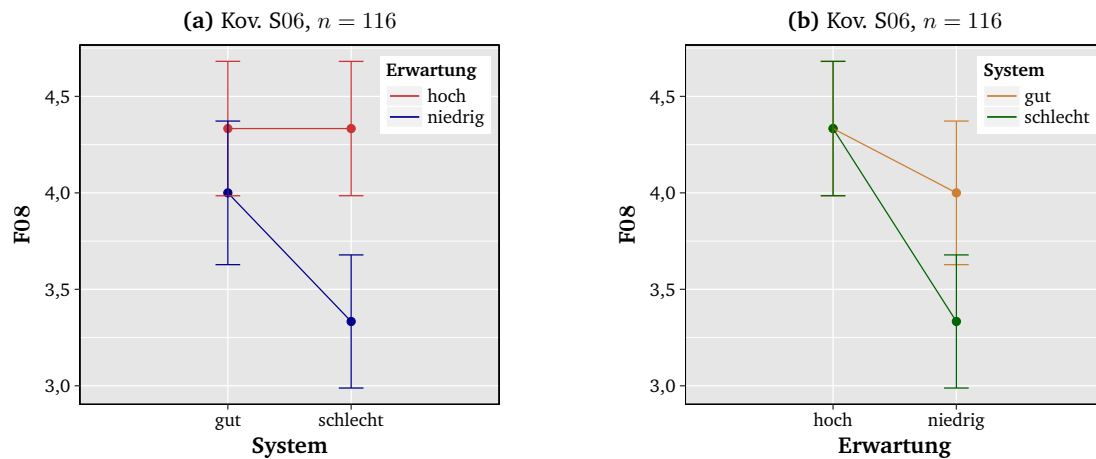 (a) Kov. S06, n = 116
F08
4,5
4,0
3,5
3,0
Erwartung
hoch
niedrig
gut
schlecht
System
(b) Kov. S06, n = 116
F08
4,5
4,0
3,5
3,0
System
gut
schlecht
hoch
niedrig
Erwartung